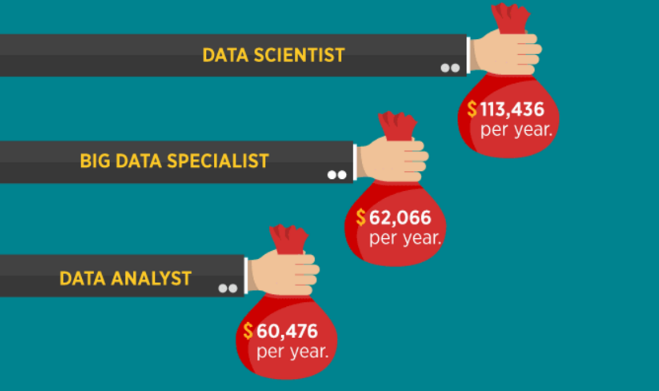 DATA SCIENTIST
$113,436
per year.
BIG DATA SPECIALIST
$62,066
per year.
DATA ANALYST
$60,476
per year.